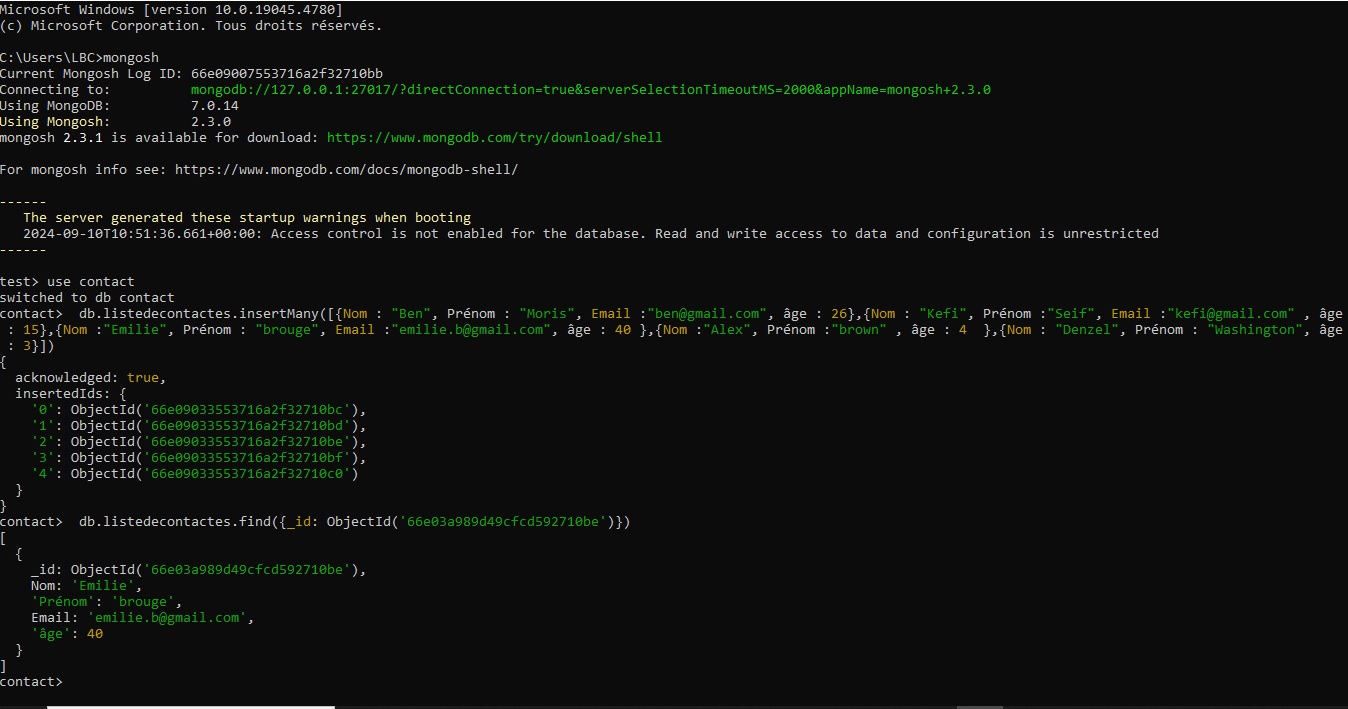 Microsoft Windows [version 10.0.19045.4780]
(c) Microsoft Corporation. Tous droits réservés.
C:\Users\LBC>mongosh
Current Mongosh Log ID: 66e09007553716a2f32710bb
Connecting to: mongodb://127.0.0.1:27017/?directConnection=true&serverSelectionTimeoutMS=2000&appName=mongosh+2.3.0
Using MongoDB: 7.0.14
Using Mongosh: 2.3.0
mongosh 2.3.1 is available for download: https://www.mongodb.com/try/download/shell
For mongosh info see: https://www.mongodb.com/docs/mongodb-shell/
------
The server generated these startup warnings when booting
2024-09-10T10:51:36.661+00:00: Access control is not enabled for the database. Read and write access to data and configuration is unrestricted
------
test> use contact
switched to db contact
contact>  db.listedecontactes.insertMany([{Nom : "Ben", Prénom : "Moris", Email :"ben@gmail.com", âge : 26},{Nom : "Kefi", Prénom :"Seif", Email :"kefi@gmail.com" , âge
 : 15},{Nom :"Emilie", Prénom : "brouge", Email :"emilie.b@gmail.com", âge : 40 },{Nom :"Alex", Prénom :"brown" , âge : 4  },{Nom : "Denzel", Prénom : "Washington", âge
 : 3}])
{
  acknowledged: true,
  insertedIds: {
    '0': ObjectId('66e09033553716a2f32710bc'),
    '1': ObjectId('66e09033553716a2f32710bd'),
    '2': ObjectId('66e09033553716a2f32710be'),
    '3': ObjectId('66e09033553716a2f32710bf'),
    '4': ObjectId('66e09033553716a2f32710c0')
  }
}
contact>  db.listedecontactes.find({_id: ObjectId('66e03a989d49cfcd592710be')})
[
  {
    _id: ObjectId('66e03a989d49cfcd592710be'),
    Nom: 'Emilie',
    'Prénom': 'brouge',
    Email: 'emilie.b@gmail.com',
    'âge': 40
  }
]
contact>